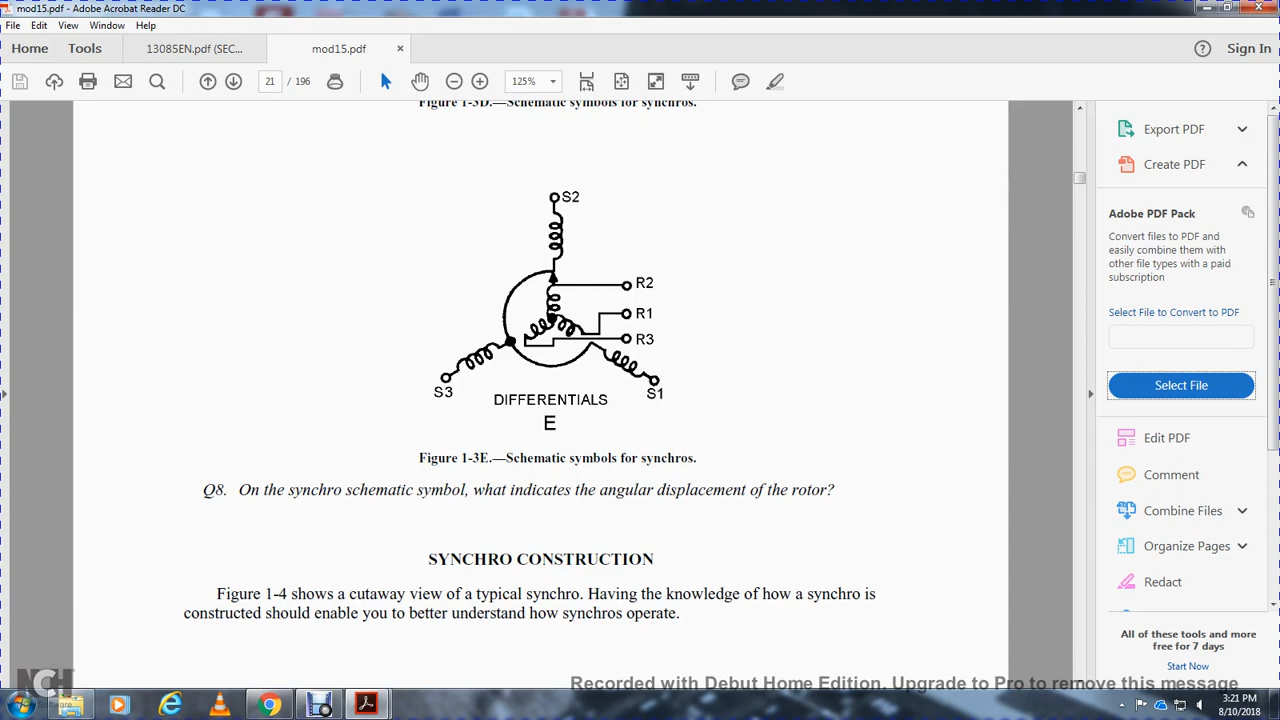 mod15.pdf - Adobe Acrobat Reader DC
File Edit View Window Help
Home Tools 13085EN.pdf (SEC... mod15.pdf × Sign In
21 / 196 125%
Figure 1-3D.—Schematic symbols for synchros.
S2
R2
R1
R3
S3
S1
DIFFERENTIALS
E
Figure 1-3E.—Schematic symbols for synchros.
Q8. On the synchro schematic symbol, what indicates the angular displacement of the rotor?
SYNCHRO CONSTRUCTION
Figure 1-4 shows a cutaway view of a typical synchro. Having the knowledge of how a synchro is
constructed should enable you to better understand how synchros operate.
Export PDF
Create PDF
Adobe PDF Pack
Convert files to PDF and
easily combine them with
other file types with a paid
subscription
Select File to Convert to PDF
Select File
Edit PDF
Comment
Combine Files
Organize Pages
Redact
All of these tools and more
free for 7 days
Start Now
NCH
Software
Recorded with Debut Home Edition. Upgrade to Pro to remove this message
3:21 PM
8/10/2018